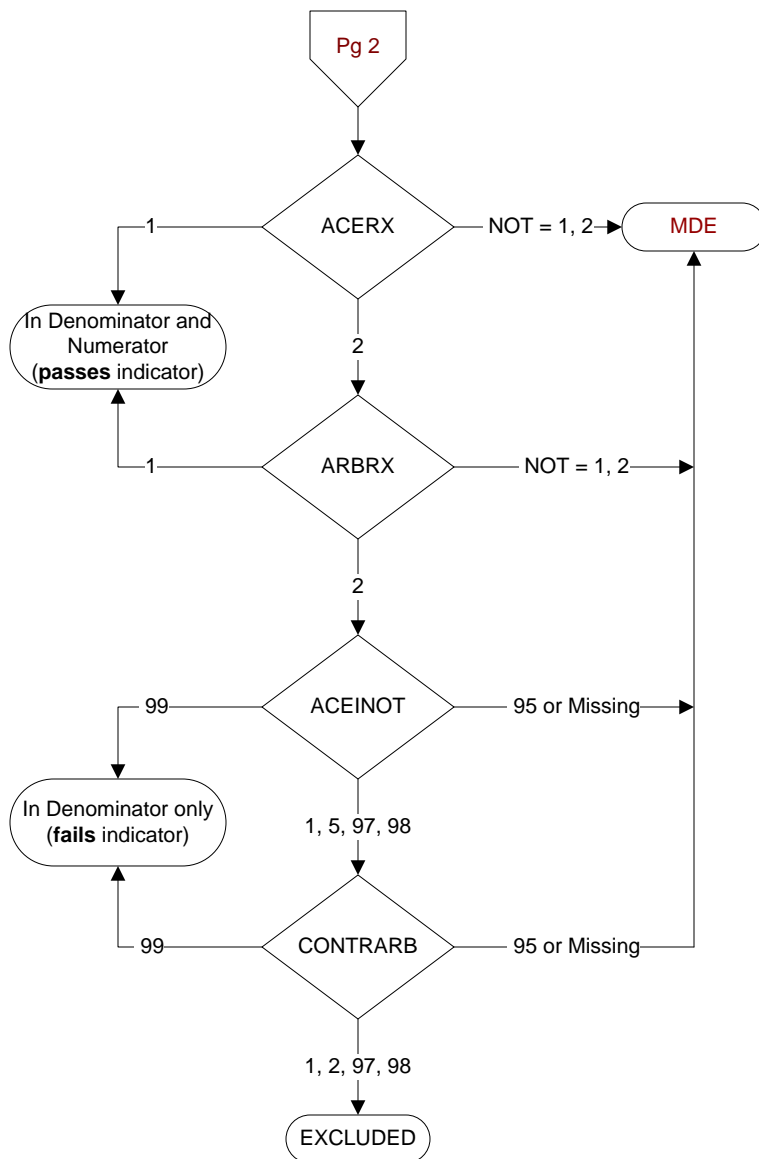 Pg 2
ACERX
1
NOT = 1, 2
MDE
In Denominator and
Numerator
(passes indicator)
2
ARBRX
1
NOT = 1, 2
2
ACEINOT
99
95 or Missing
In Denominator only
(fails indicator)
1, 5, 97, 98
CONTRARB
99
95 or Missing
1, 2, 97, 98
EXCLUDED